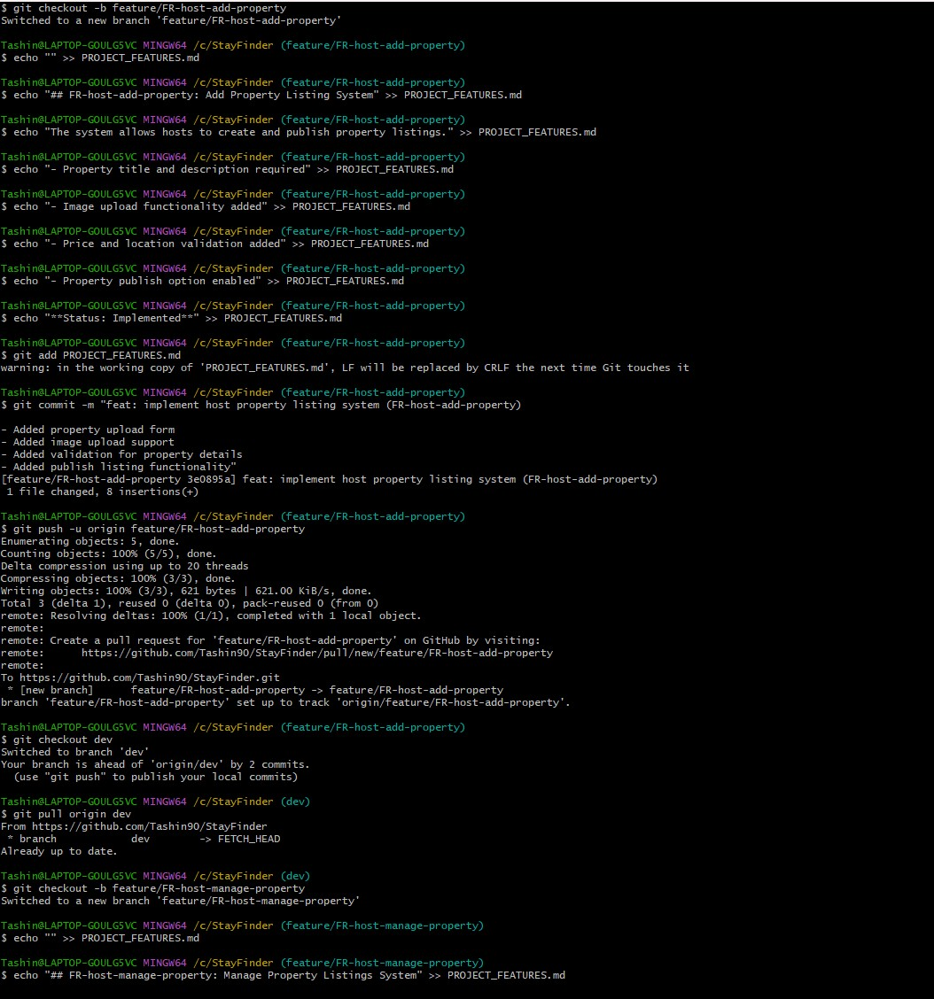 $ git checkout -b feature/FR-host-add-property
Switched to a new branch 'feature/FR-host-add-property'
Tashin@LAPTOP-GOULG5VC MINGW64 /c/StayFinder (feature/FR-host-add-property)
$ echo "" >> PROJECT_FEATURES.md
Tashin@LAPTOP-GOULG5VC MINGW64 /c/StayFinder (feature/FR-host-add-property)
$ echo "## FR-host-add-property: Add Property Listing System" >> PROJECT_FEATURES.md
Tashin@LAPTOP-GOULG5VC MINGW64 /c/StayFinder (feature/FR-host-add-property)
$ echo "The system allows hosts to create and publish property listings." >> PROJECT_FEATURES.md
Tashin@LAPTOP-GOULG5VC MINGW64 /c/StayFinder (feature/FR-host-add-property)
$ echo "- Property title and description required" >> PROJECT_FEATURES.md
Tashin@LAPTOP-GOULG5VC MINGW64 /c/StayFinder (feature/FR-host-add-property)
$ echo "- Image upload functionality added" >> PROJECT_FEATURES.md
Tashin@LAPTOP-GOULG5VC MINGW64 /c/StayFinder (feature/FR-host-add-property)
$ echo "- Price and location validation added" >> PROJECT_FEATURES.md
Tashin@LAPTOP-GOULG5VC MINGW64 /c/StayFinder (feature/FR-host-add-property)
$ echo "- Property publish option enabled" >> PROJECT_FEATURES.md
Tashin@LAPTOP-GOULG5VC MINGW64 /c/StayFinder (feature/FR-host-add-property)
$ echo "**Status: Implemented**" >> PROJECT_FEATURES.md
Tashin@LAPTOP-GOULG5VC MINGW64 /c/StayFinder (feature/FR-host-add-property)
$ git add PROJECT_FEATURES.md
warning: in the working copy of 'PROJECT_FEATURES.md', LF will be replaced by CRLF the next time Git touches it
Tashin@LAPTOP-GOULG5VC MINGW64 /c/StayFinder (feature/FR-host-add-property)
$ git commit -m "feat: implement host property listing system (FR-host-add-property)
- Added property upload form
- Added image upload support
- Added validation for property details
- Added publish listing functionality"
[feature/FR-host-add-property 3e0895a] feat: implement host property listing system (FR-host-add-property)
1 file changed, 8 insertions(+)
Tashin@LAPTOP-GOULG5VC MINGW64 /c/StayFinder (feature/FR-host-add-property)
$ git push -u origin feature/FR-host-add-property
Enumerating objects: 5, done.
Counting objects: 100% (5/5), done.
Delta compression using up to 20 threads
Compressing objects: 100% (3/3), done.
Writing objects: 100% (3/3), 621 bytes | 621.00 KiB/s, done.
Total 3 (delta 1), reused 0 (delta 0), pack-reused 0 (from 0)
remote: Resolving deltas: 100% (1/1), completed with 1 local object.
remote:
remote: Create a pull request for 'feature/FR-host-add-property' on GitHub by visiting:
remote:      https://github.com/Tashin90/StayFinder/pull/new/feature/FR-host-add-property
remote:
To https://github.com/Tashin90/StayFinder.git
* [new branch]      feature/FR-host-add-property -> feature/FR-host-add-property
branch 'feature/FR-host-add-property' set up to track 'origin/feature/FR-host-add-property'.
Tashin@LAPTOP-GOULG5VC MINGW64 /c/StayFinder (feature/FR-host-add-property)
$ git checkout dev
Switched to branch 'dev'
Your branch is ahead of 'origin/dev' by 2 commits.
(use "git push" to publish your local commits)
Tashin@LAPTOP-GOULG5VC MINGW64 /c/StayFinder (dev)
$ git pull origin dev
From https://github.com/Tashin90/StayFinder
* branch            dev        -> FETCH_HEAD
Already up to date.
Tashin@LAPTOP-GOULG5VC MINGW64 /c/StayFinder (dev)
$ git checkout -b feature/FR-host-manage-property
Switched to a new branch 'feature/FR-host-manage-property'
Tashin@LAPTOP-GOULG5VC MINGW64 /c/StayFinder (feature/FR-host-manage-property)
$ echo "" >> PROJECT_FEATURES.md
Tashin@LAPTOP-GOULG5VC MINGW64 /c/StayFinder (feature/FR-host-manage-property)
$ echo "## FR-host-manage-property: Manage Property Listings System" >> PROJECT_FEATURES.md